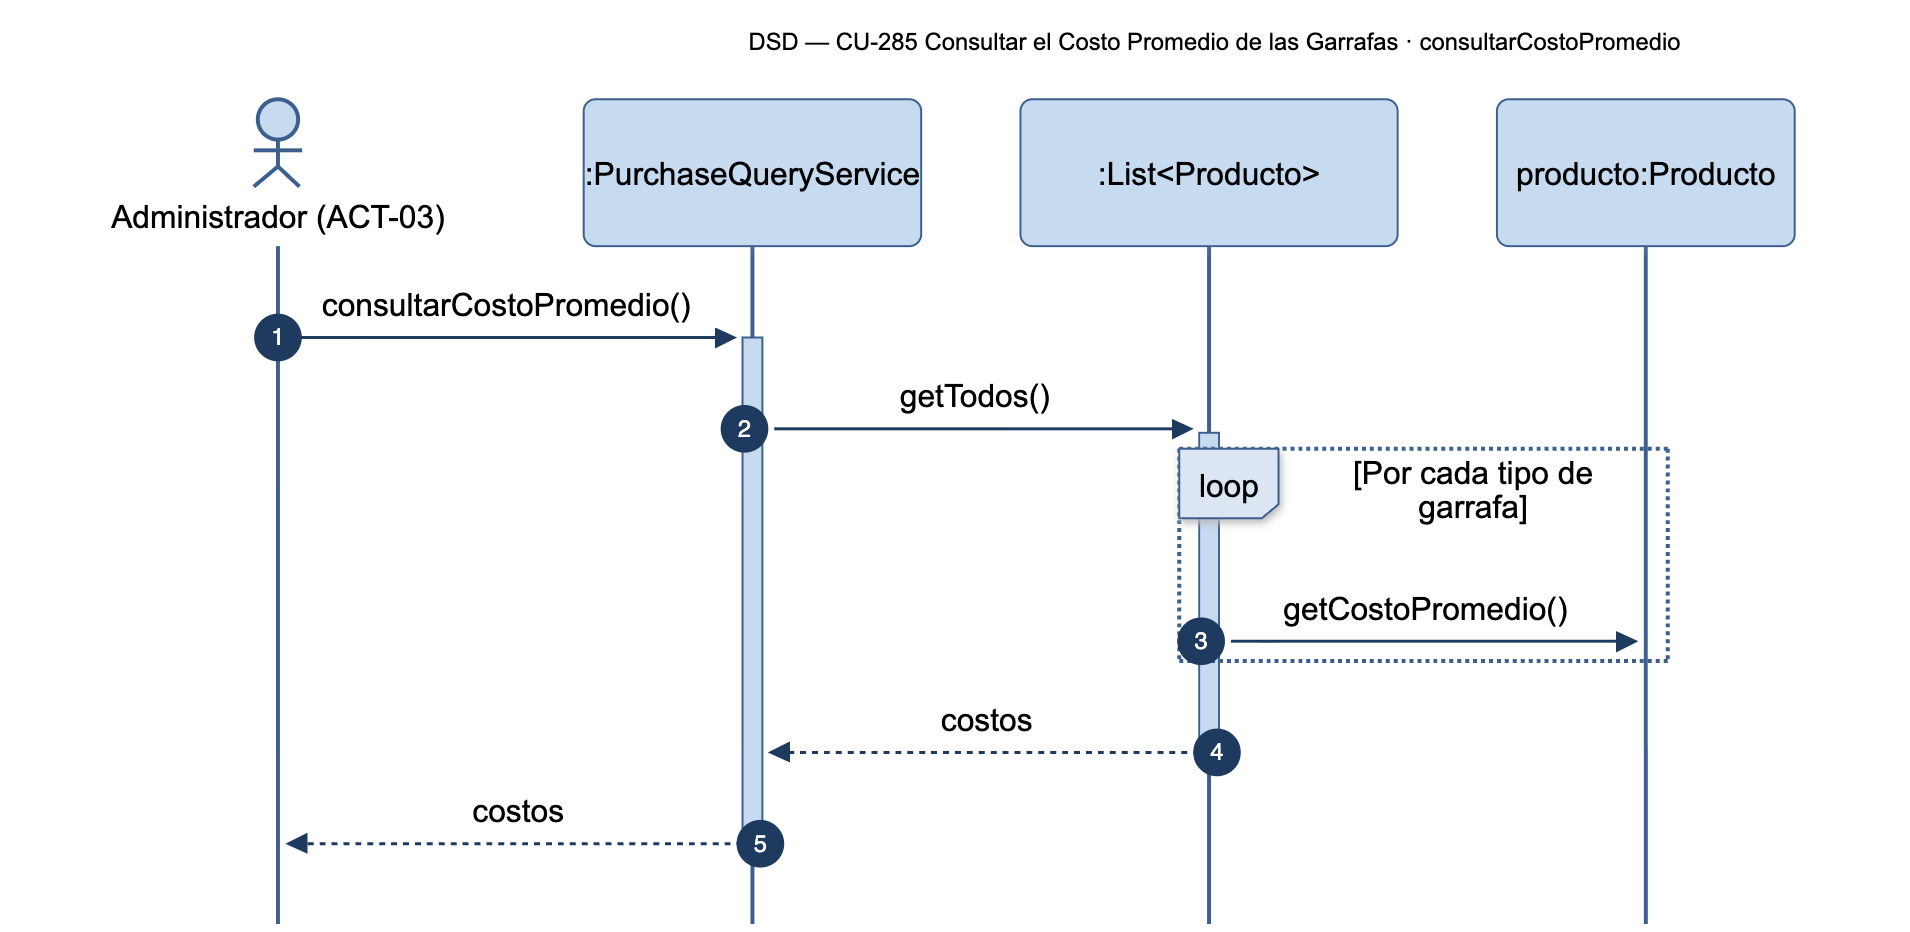 DSD — CU-285 Consultar el Costo Promedio de las Garrafas · consultarCostoPromedio
Administrador (ACT-03)
:PurchaseQueryService
:List<Producto>
producto:Producto
consultarCostoPromedio()
1
getTodos()
2
loop
[Por cada tipo de
garrafa]
getCostoPromedio()
3
costos
4
costos
5